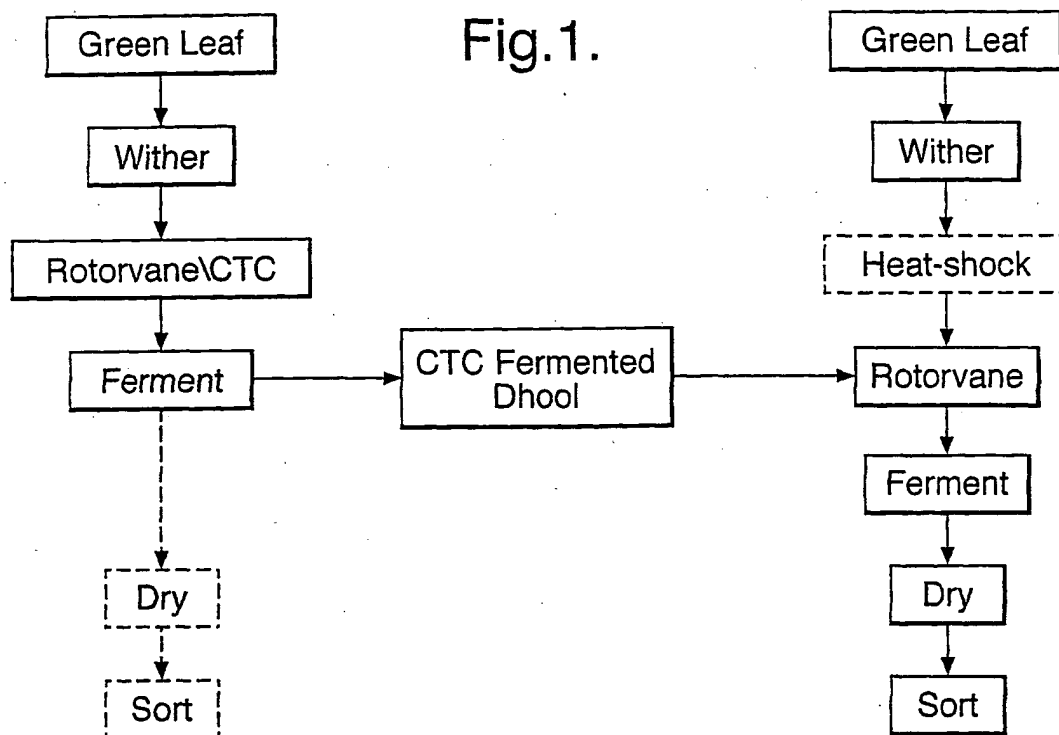 Fig.1.
Green Leaf
Wither
Rotorvane\CTC
Ferment
Dry
Sort
CTC Fermented
Dhool
Green Leaf
Wither
Heat-shock
Rotorvane
Ferment
Dry
Sort